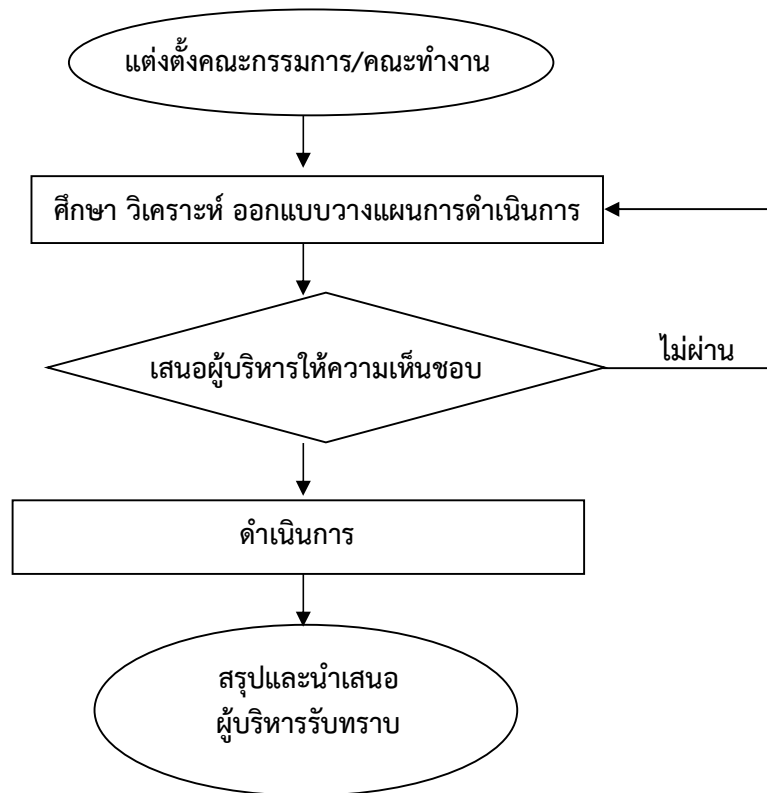 แต่งตั้งคณะกรรมการ/คณะทำงาน
ศึกษา วิเคราะห์ ออกแบบวางแผนการดำเนินการ
เสนอผู้บริหารให้ความเห็นชอบ
ไม่ผ่าน
ดำเนินการ
สรุปและนำเสนอ
ผู้บริหารรับทราบ